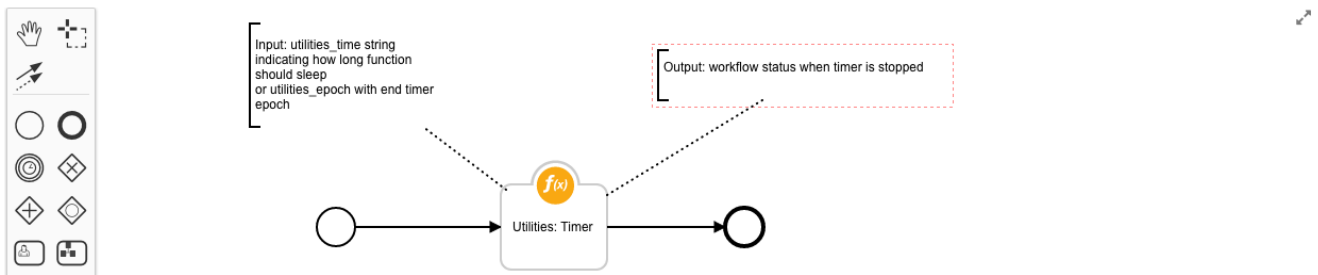 Input: utilities_time string
indicating how long function
should sleep
or utilities_epoch with end timer
epoch
Output: workflow status when timer is stopped
f(x)
Utilities: Timer